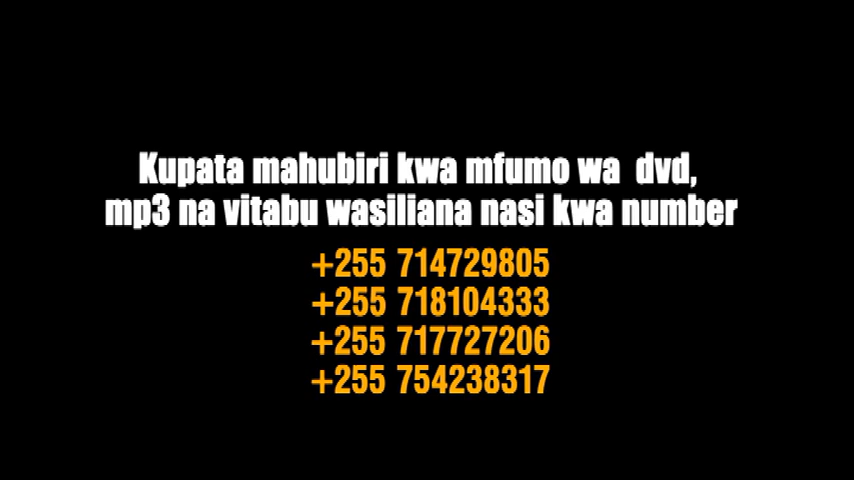 Kupata mahubiri kwa mfumo wa dvd,
mp3 na vitabu wasiliana nasi kwa number
+255 714729805
+255 718104333
+255 717727206
+255 754238317